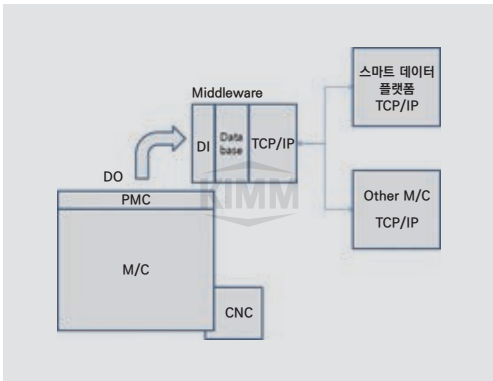 스마트 데이터
플랫폼
TCP/IP
Middleware
DI
Data
base
TCP/IP
KIMM
DO
PMC
Other M/C
TCP/IP
M/C
CNC